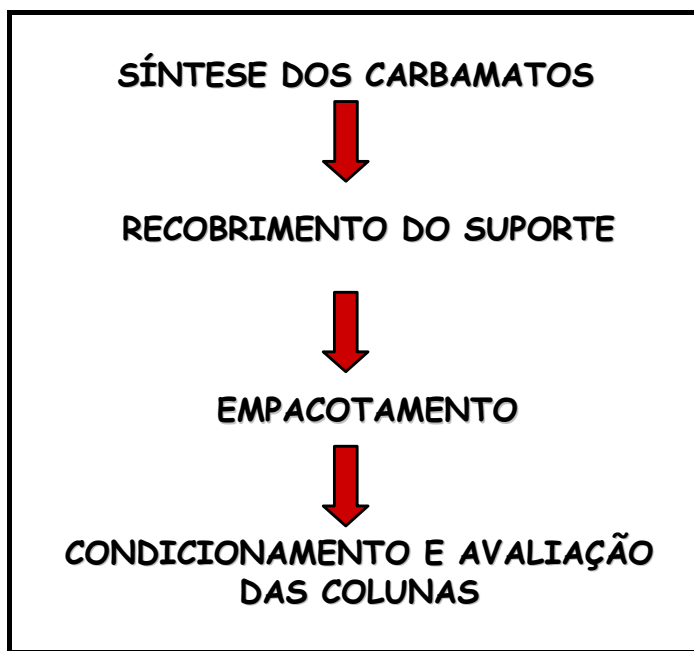 SÍNTESE DOS CARBAMATOS
RECOBRIMENTO DO SUPORTE
EMPACOTAMENTO
CONDICIONAMENTO E AVALIAÇÃO
DAS COLUNAS